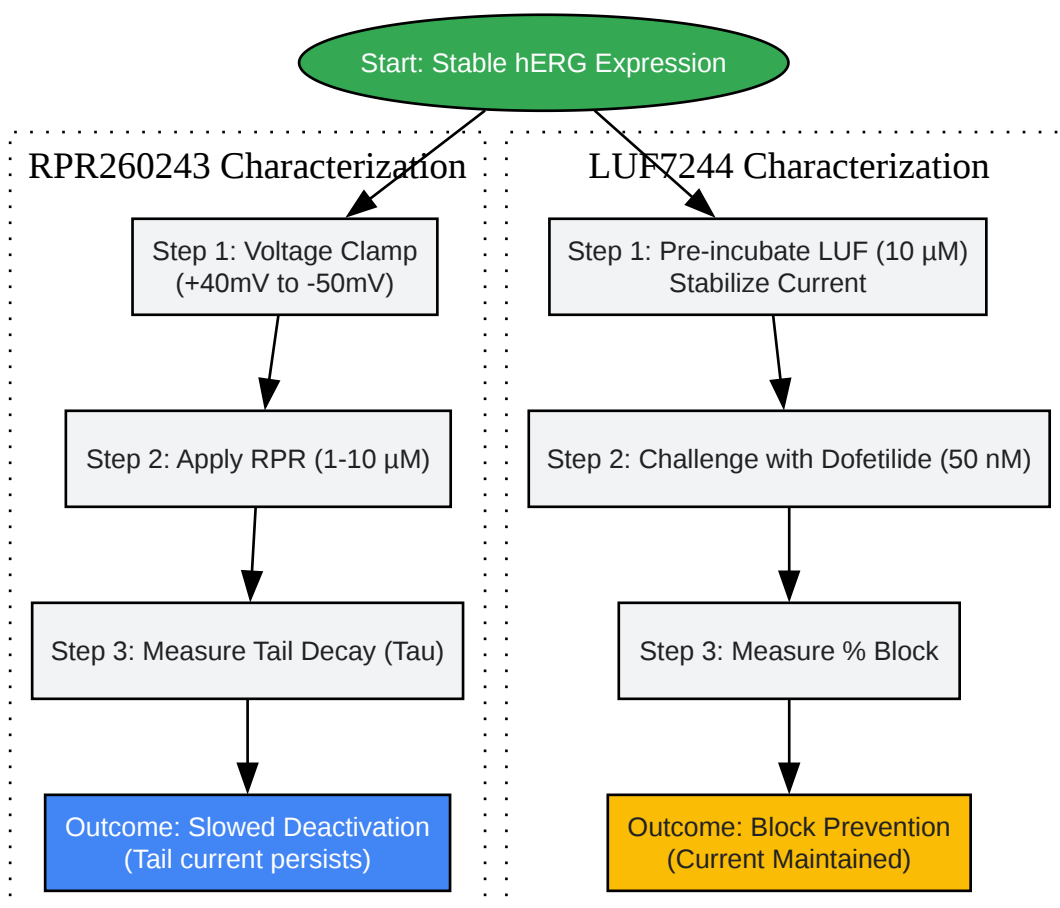 Start: Stable hERG Expression
RPR260243 Characterization
Step 1: Voltage Clamp
(+40mV to -50mV)
Step 2: Apply RPR (1-10 µM)
Step 3: Measure Tail Decay (Tau)
Outcome: Slowed Deactivation
(Tail current persists)
LUF7244 Characterization
Step 1: Pre-incubate LUF (10 µM)
Stabilize Current
Step 2: Challenge with Dofetilide (50 nM)
Step 3: Measure % Block
Outcome: Block Prevention
(Current Maintained)